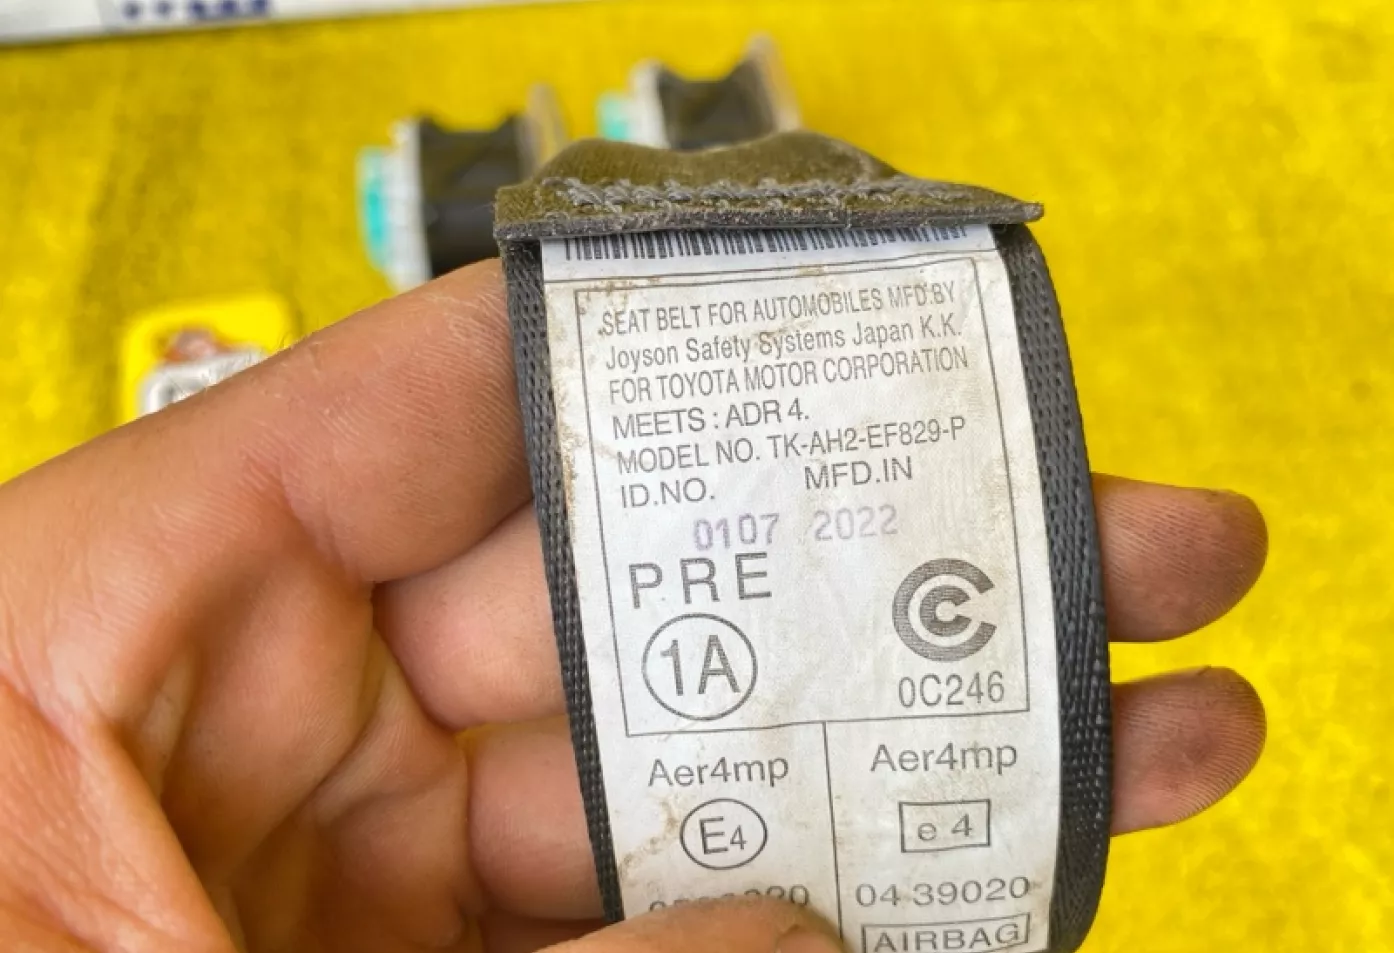 SEAT BELT FOR AUTOMOBILES MFD.BY
Joyson Safety Systems Japan K.K.
FOR TOYOTA MOTOR CORPORATION
MEETS : ADR 4.
MODEL NO. TK-AH2-EF829-P
ID.NO. MFD.IN
0107 2022
PRE
1A
0C246
Aer4mp Aer4mp
E4 e 4
04 39020
AIRBAG